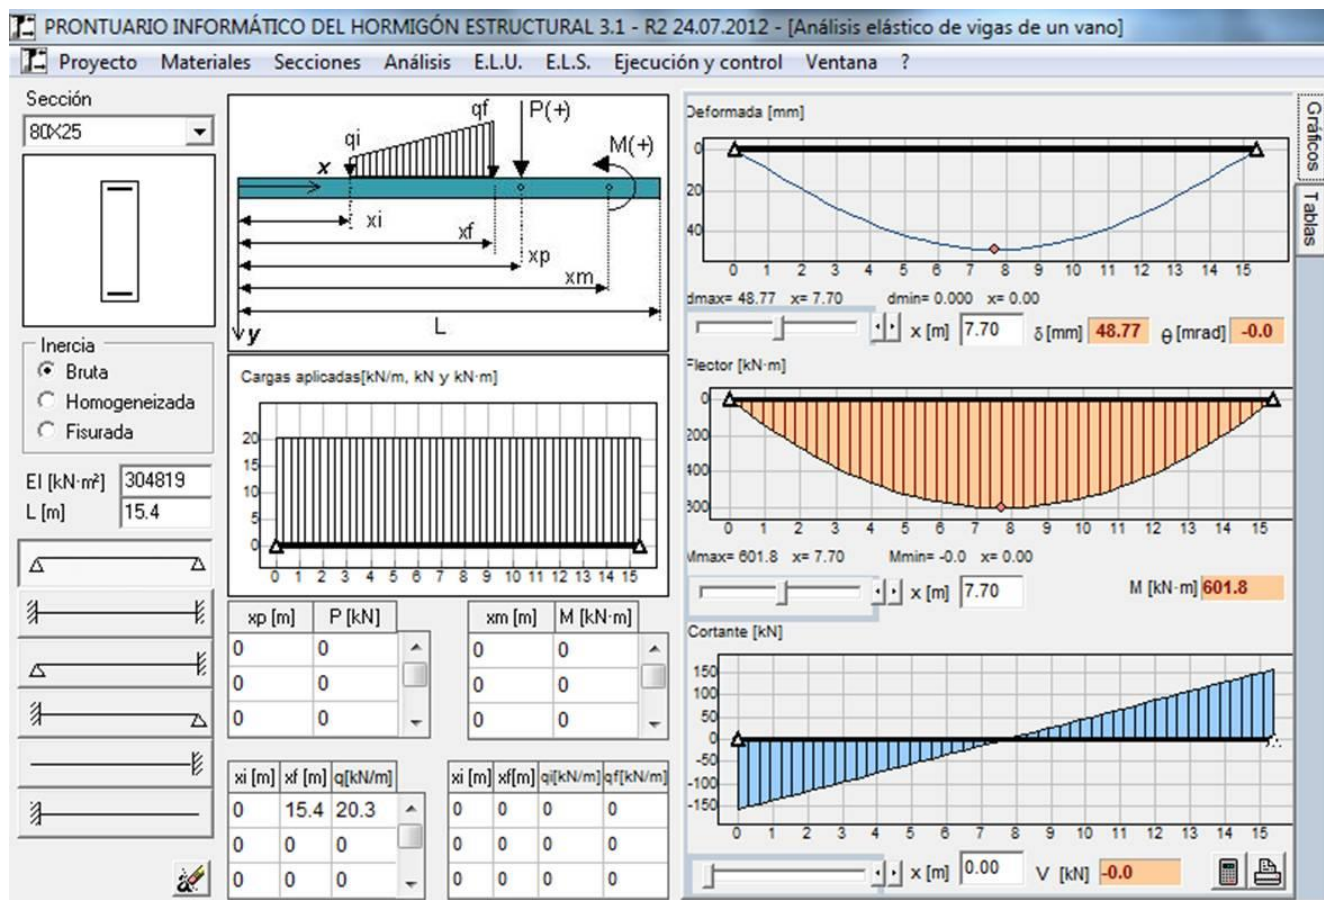 PRONTUARIO INFORMÁTICO DEL HORMIGÓN ESTRUCTURAL 3.1 - R2 24.07.2012 - [Análisis elástico de vigas de un vano]
Proyecto Materiales Secciones Análisis E.L.U. E.L.S. Ejecución y control Ventana ?
Sección
80X25
Inercia
Bruta
Homogeneizada
Fisurada
EI [kN·m²] 304819
L [m] 15.4
qi
qf
P(+)
M(+)
x
xi
xf
xp
xm
L
y
Cargas aplicadas[kN/m, kN y kN·m]
20
15
10
5
0
0 1 2 3 4 5 6 7 8 9 10 11 12 13 14 15
xp [m] P [kN]
0 0
0 0
0 0
xm [m] M [kN·m]
0 0
0 0
0 0
xi [m] xf [m] q[kN/m]
0 15.4 20.3
0 0 0
0 0 0
xi [m] xf[m] qi[kN/m] qf[kN/m]
0 0 0 0
0 0 0 0
0 0 0 0
Deformada [mm]
0
20
40
0 1 2 3 4 5 6 7 8 9 10 11 12 13 14 15
dmax= 48.77 x= 7.70 dmin= 0.000 x= 0.00
x [m] 7.70 δ [mm] 48.77 θ [mrad] -0.0
Flector [kN·m]
0
200
400
600
0 1 2 3 4 5 6 7 8 9 10 11 12 13 14 15
Mmax= 601.8 x= 7.70 Mmin= -0.0 x= 0.00
x [m] 7.70 M [kN·m] 601.8
Cortante [kN]
150
100
50
0
-50
-100
-150
0 1 2 3 4 5 6 7 8 9 10 11 12 13 14 15
x [m] 0.00 V [kN] -0.0
Gráficos
Tablas